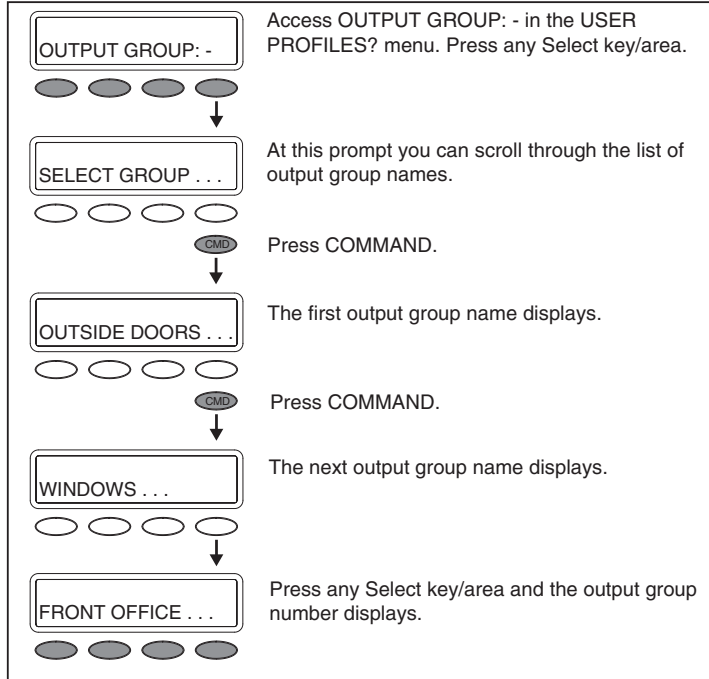 OUTPUT GROUP: -
Access OUTPUT GROUP: - in the USER
PROFILES? menu. Press any Select key/area.
SELECT GROUP . . .
At this prompt you can scroll through the list of
output group names.
CMD
Press COMMAND.
OUTSIDE DOORS . . .
The first output group name displays.
CMD
Press COMMAND.
WINDOWS . . .
The next output group name displays.
FRONT OFFICE . . .
Press any Select key/area and the output group
number displays.